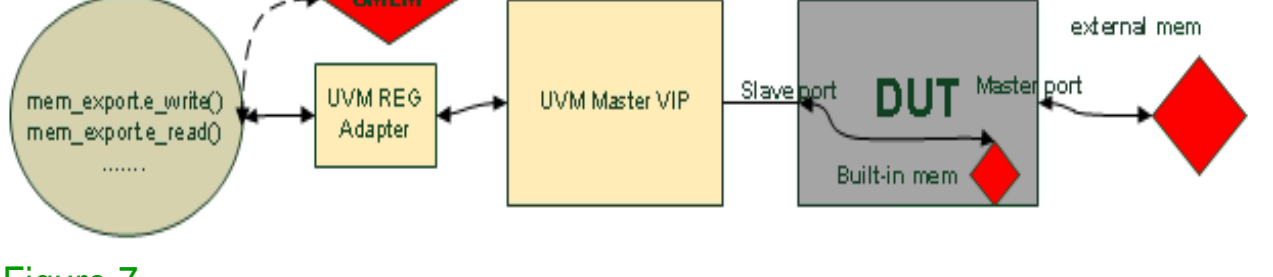 external mem
mem_export.e_write()
mem_export.e_read()
.......
UVM REG
Adapter
UVM Master VIP
Slave port
DUT
Master port
Built-in mem